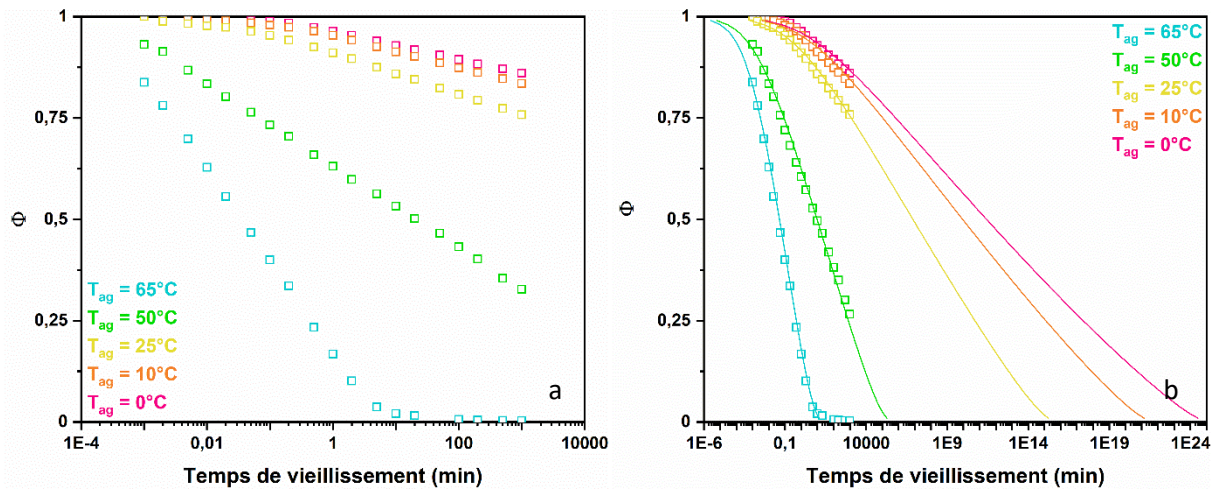 1
0,75
0,5
0,25
0
Φ
T_ag = 65°C
T_ag = 50°C
T_ag = 25°C
T_ag = 10°C
T_ag = 0°C
a
1E-4 0,01 1 100 10000
Temps de vieillissement (min)
1
0,75
0,5
0,25
0
Φ
T_ag = 65°C
T_ag = 50°C
T_ag = 25°C
T_ag = 10°C
T_ag = 0°C
b
1E-6 0,1 10000 1E9 1E14 1E19 1E24
Temps de vieillissement (min)